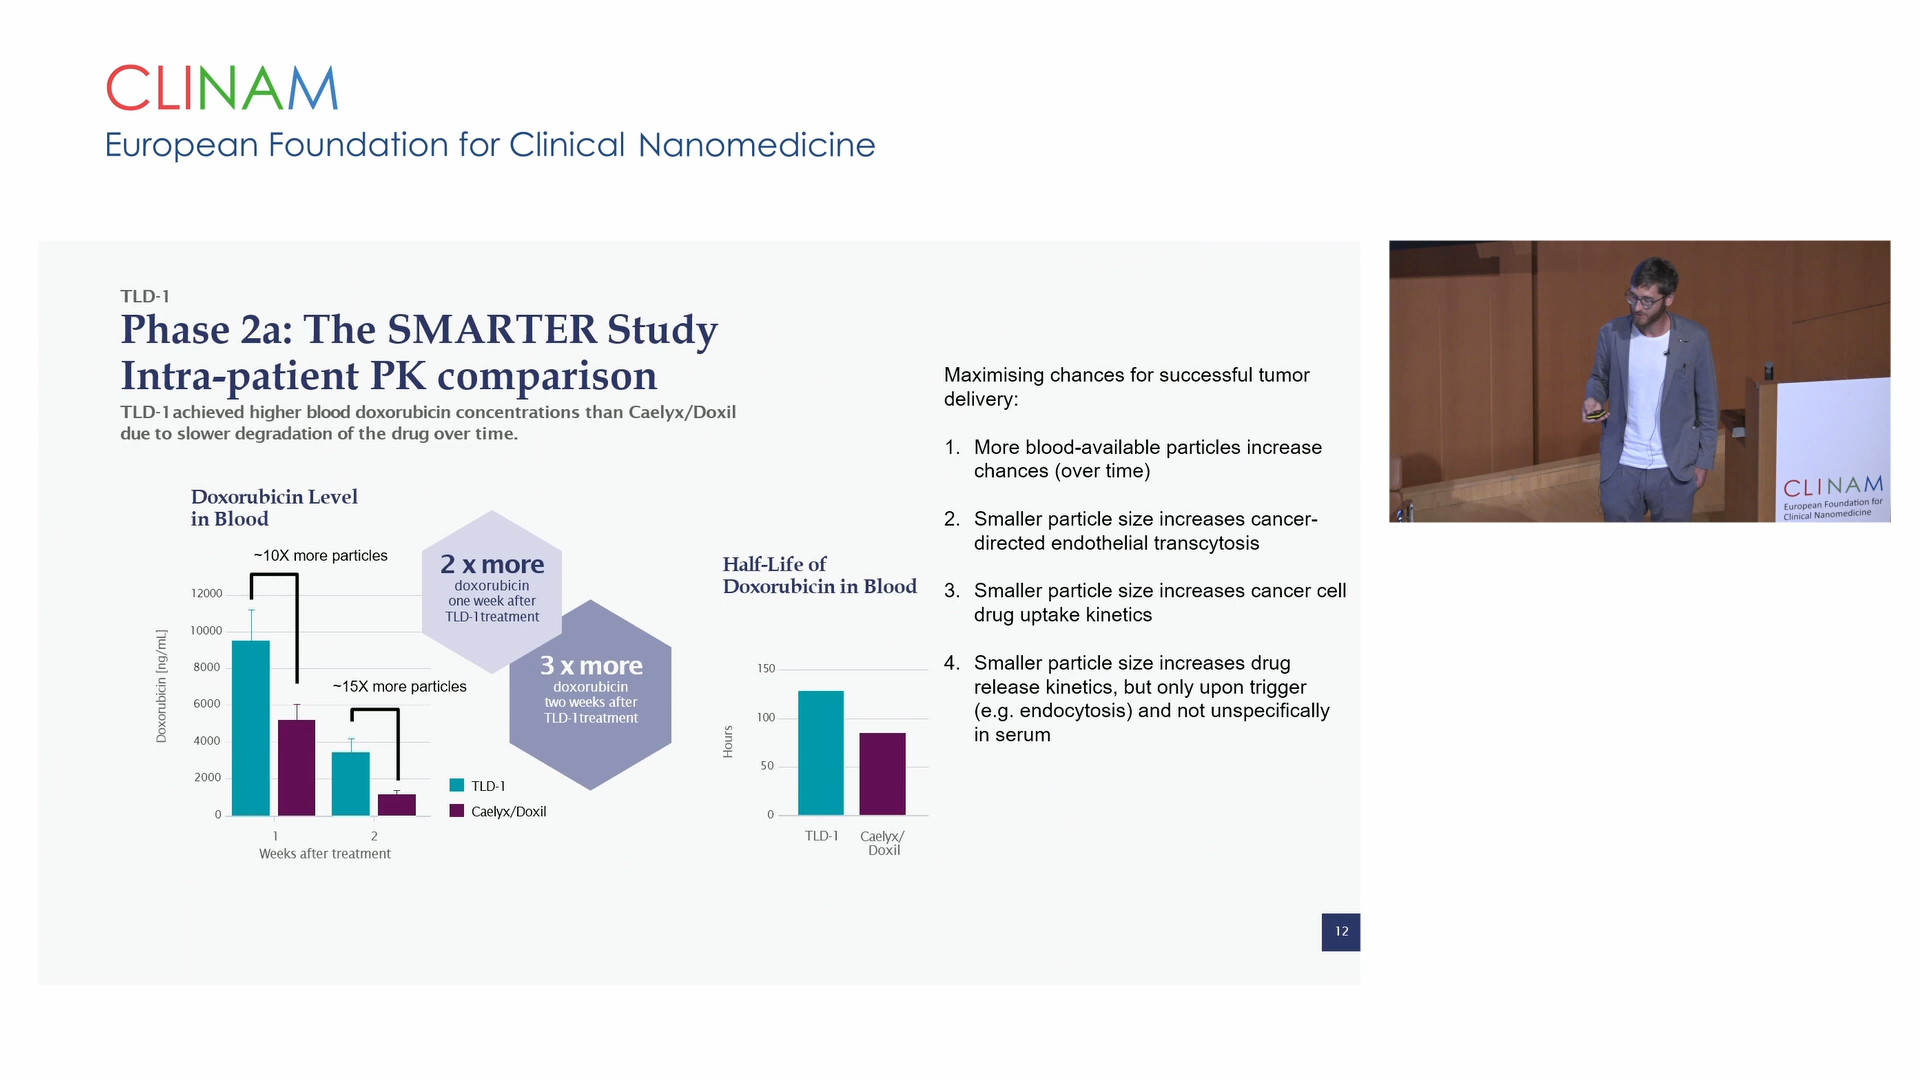 CLINAM
European Foundation for Clinical Nanomedicine
TLD-1
Phase 2a: The SMARTER Study
Intra-patient PK comparison
TLD-1 achieved higher blood doxorubicin concentrations than Caelyx/Doxil
due to slower degradation of the drug over time.
Doxorubicin Level
in Blood
~10X more particles
~15X more particles
12000
10000
8000
6000
4000
2000
0
Doxorubicin [ng/mL]
1
2
Weeks after treatment
2 x more
doxorubicin
one week after
TLD-1 treatment
3 x more
doxorubicin
two weeks after
TLD-1 treatment
TLD-1
Caelyx/Doxil
Half-Life of
Doxorubicin in Blood
150
100
50
0
Hours
TLD-1
Caelyx/
Doxil
Maximising chances for successful tumor
delivery:
1. More blood-available particles increase
chances (over time)
2. Smaller particle size increases cancer-
directed endothelial transcytosis
3. Smaller particle size increases cancer cell
drug uptake kinetics
4. Smaller particle size increases drug
release kinetics, but only upon trigger
(e.g. endocytosis) and not unspecifically
in serum
12
CLINAM
European Foundation for
Clinical Nanomedicine